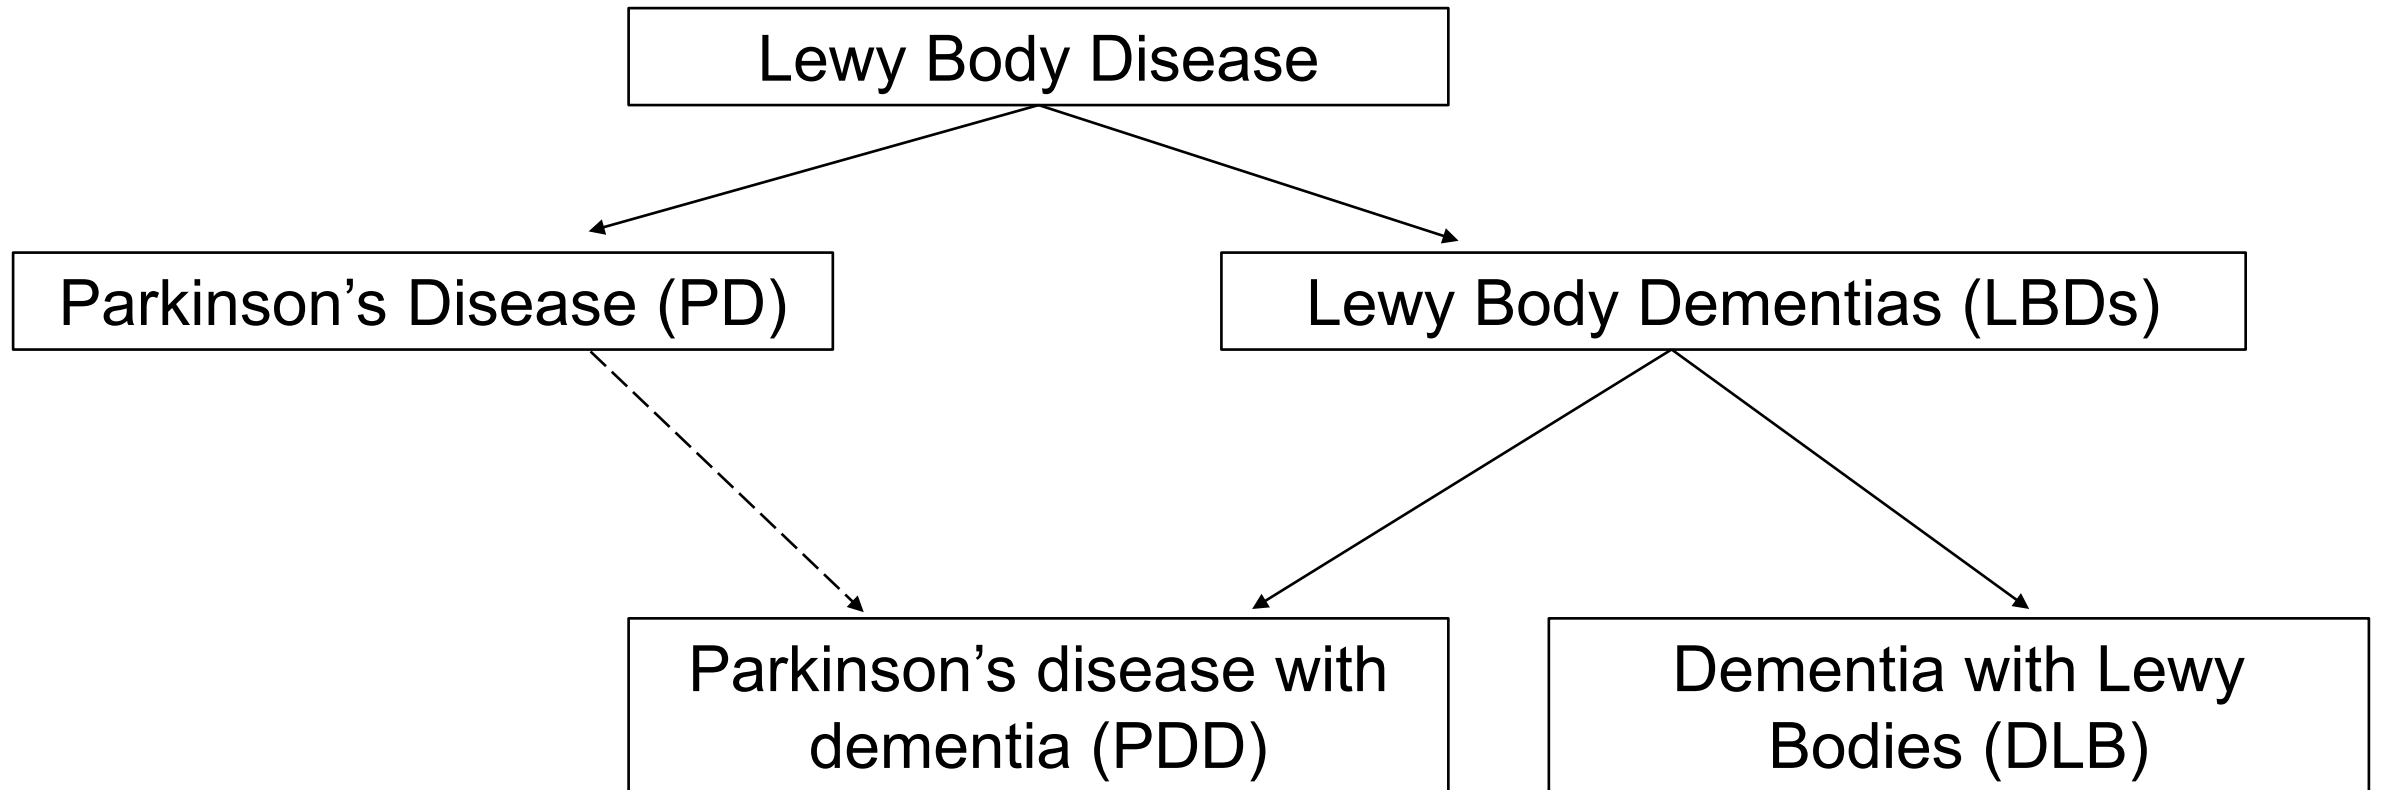 Lewy Body Disease
Parkinson’s Disease (PD)
Lewy Body Dementias (LBDs)
Parkinson’s disease with
dementia (PDD)
Dementia with Lewy
Bodies (DLB)